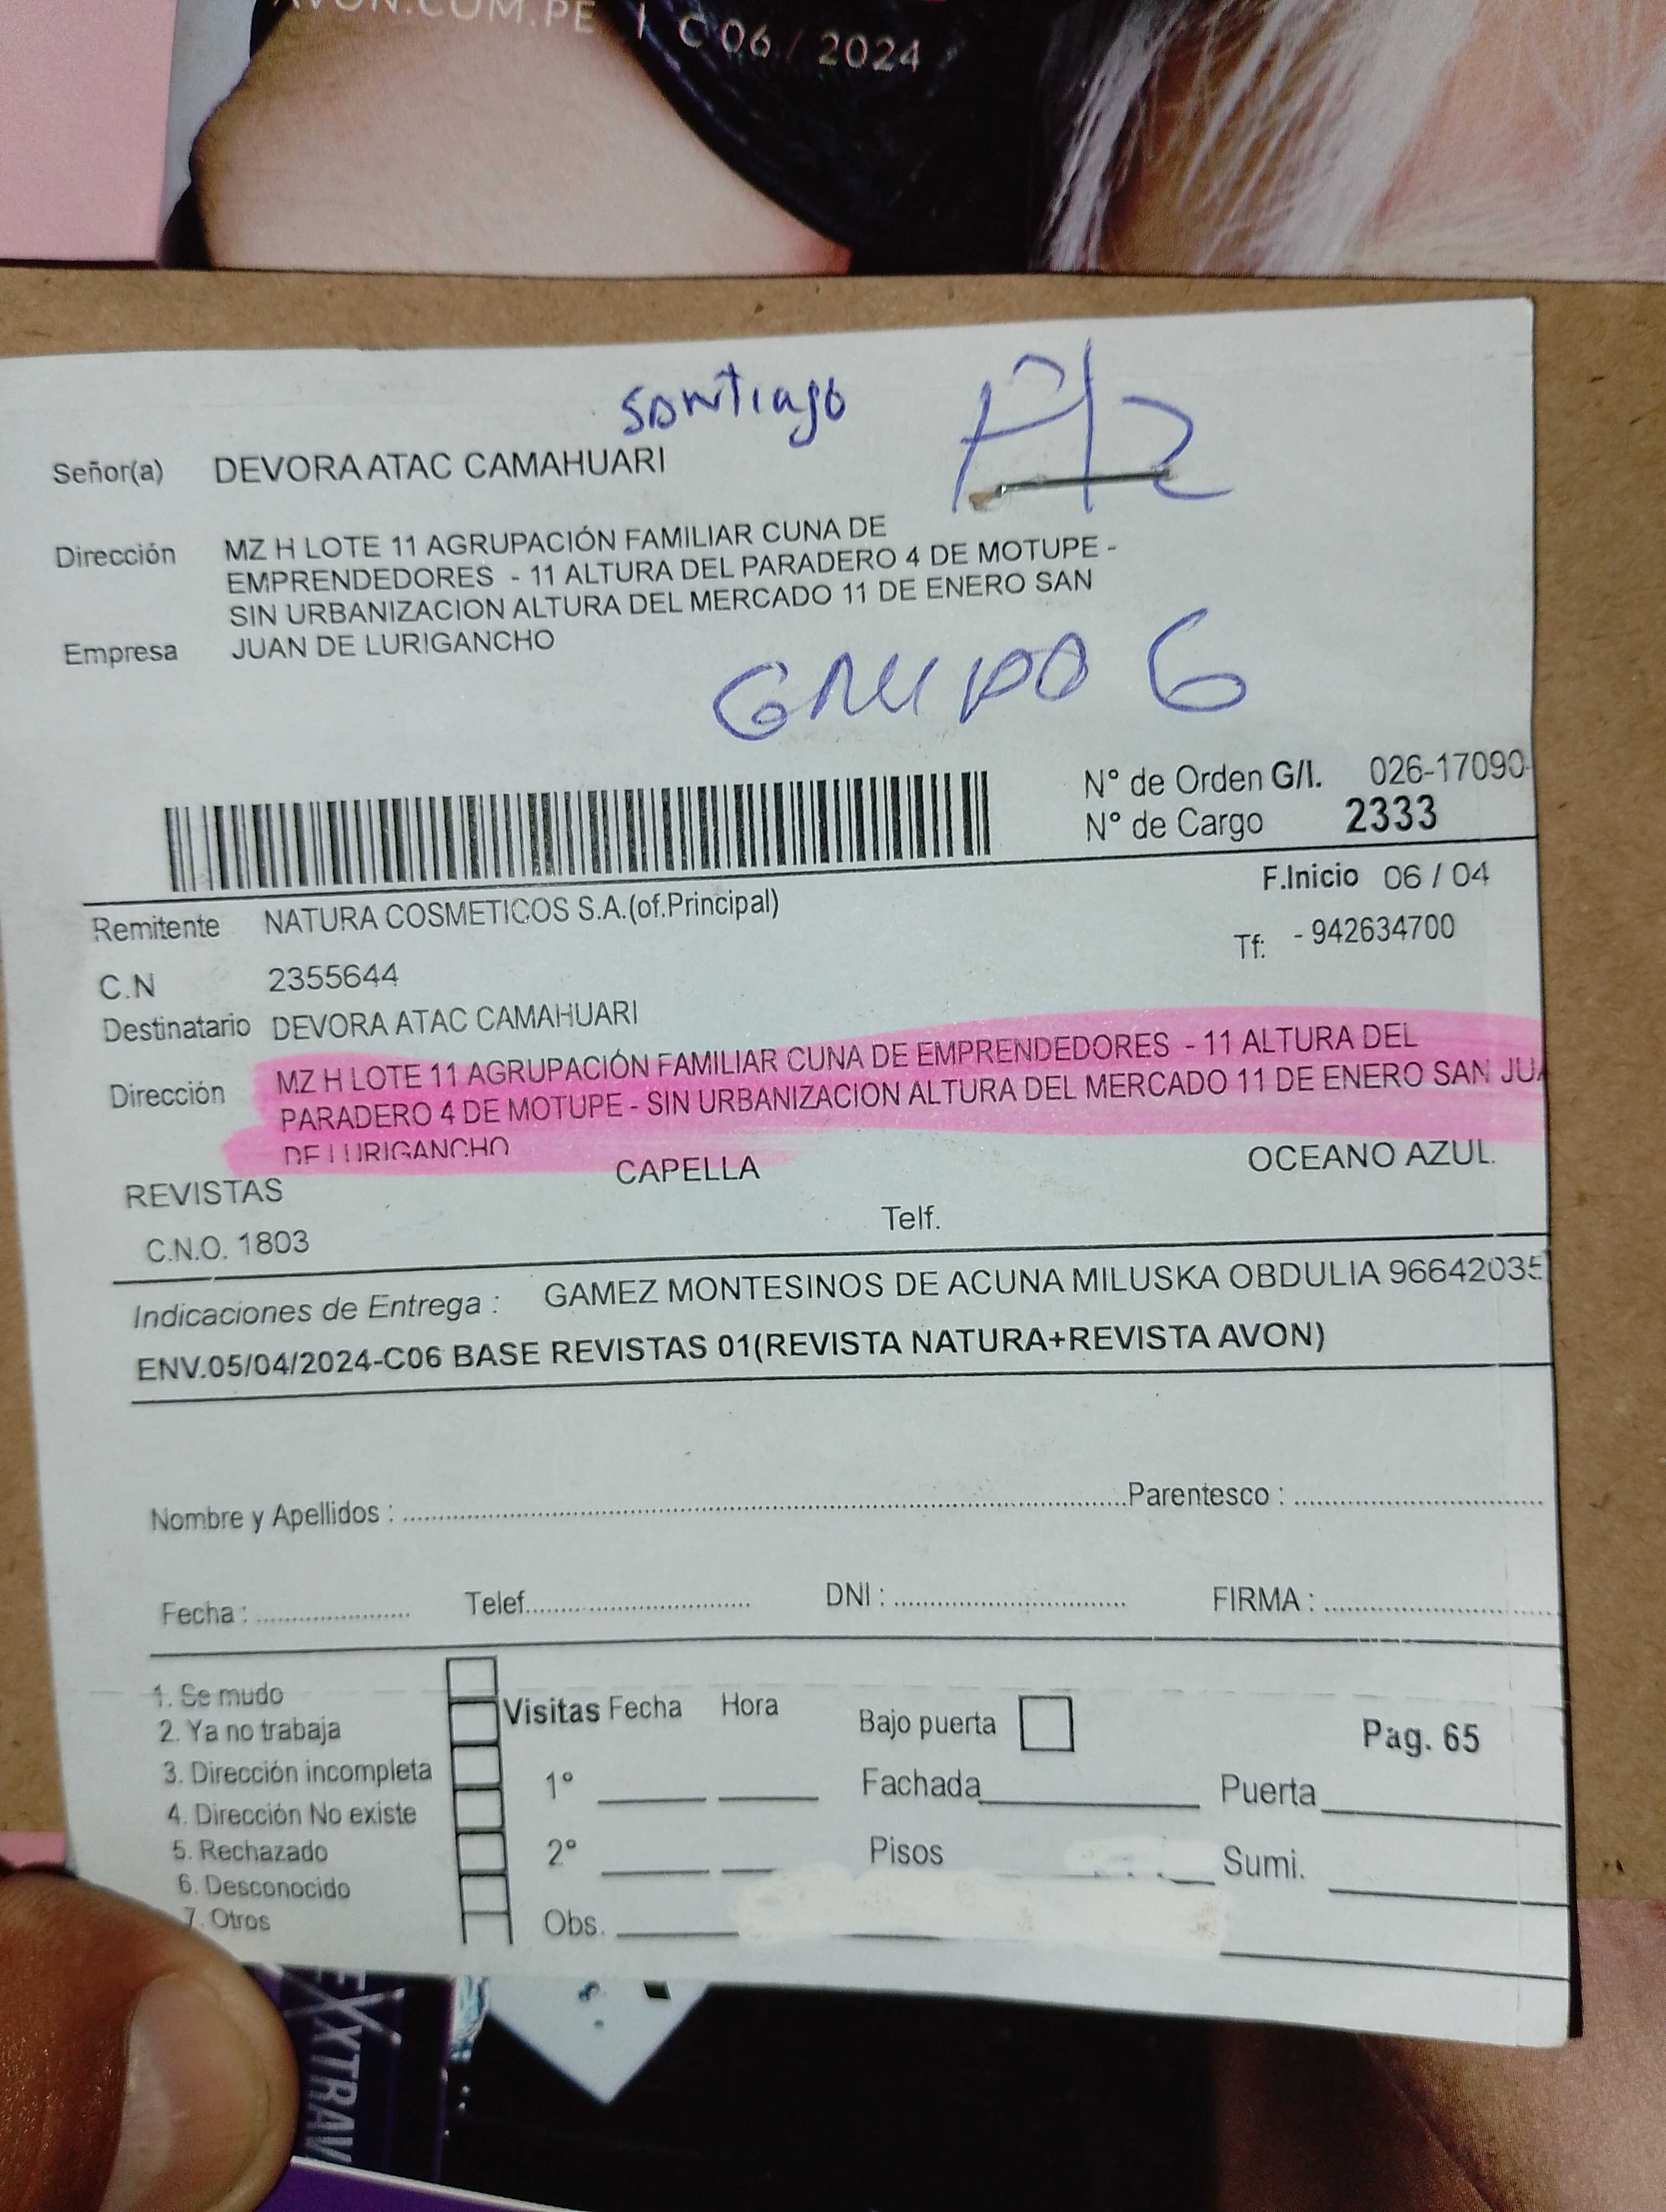 AVON.COM.PE | C 06 / 2024
santiago
Señor(a) DEVORA ATAC CAMAHUARI
Dirección MZ H LOTE 11 AGRUPACIÓN FAMILIAR CUNA DE
EMPRENDEDORES - 11 ALTURA DEL PARADERO 4 DE MOTUPE -
SIN URBANIZACION ALTURA DEL MERCADO 11 DE ENERO SAN
JUAN DE LURIGANCHO
Empresa
GRUPO 6
N° de Orden G/I. 026-17090-
N° de Cargo 2333
F.Inicio 06 / 04
Remitente NATURA COSMETICOS S.A.(of.Principal)
Tf: - 942634700
C.N 2355644
Destinatario DEVORA ATAC CAMAHUARI
Dirección MZ H LOTE 11 AGRUPACIÓN FAMILIAR CUNA DE EMPRENDEDORES - 11 ALTURA DEL
PARADERO 4 DE MOTUPE - SIN URBANIZACION ALTURA DEL MERCADO 11 DE ENERO SAN JUA
DE LURIGANCHO
REVISTAS CAPELLA OCEANO AZUL.
C.N.O. 1803 Telf.
Indicaciones de Entrega : GAMEZ MONTESINOS DE ACUNA MILUSKA OBDULIA 96642035
ENV.05/04/2024-C06 BASE REVISTAS 01(REVISTA NATURA+REVISTA AVON)
Nombre y Apellidos : Parentesco :
Fecha : Telef. DNI : FIRMA :
1. Se mudo
2. Ya no trabaja
3. Dirección incompleta
4. Dirección No existe
5. Rechazado
6. Desconocido
7. Otros
Visitas Fecha Hora
1°
2°
Obs.
Bajo puerta Pag. 65
Fachada Puerta
Pisos Sumi.
EXTRAV